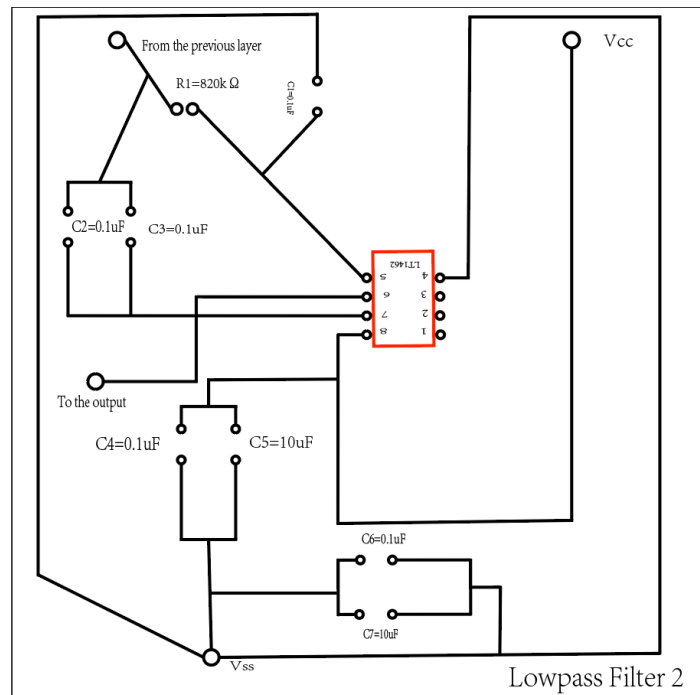 From the previous layer
Vcc
R1=820k Ω
C1=0.1uF
C2=0.1uF
C3=0.1uF
LT1462
5
4
6
3
7
2
8
1
To the output
C4=0.1uF
C5=10uF
C6=0.1uF
C7=10uF
Vss
Lowpass Filter 2